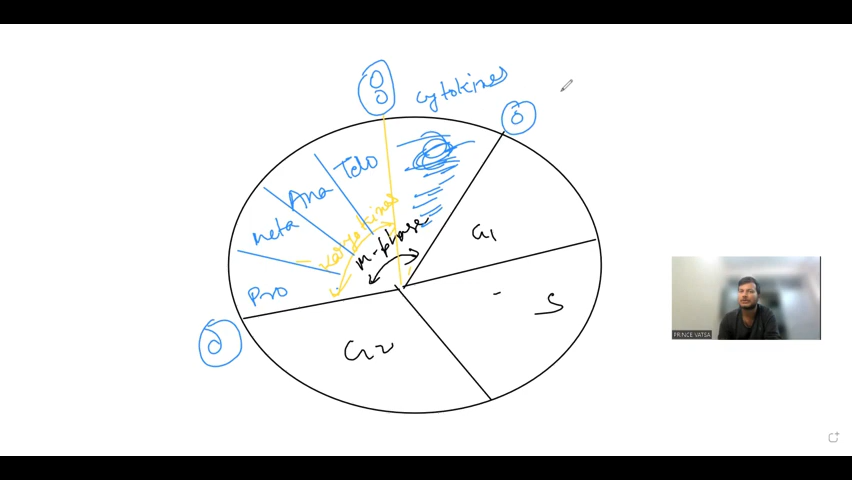 cytokines
Telo
Ana
meta
karyokines
m-phase
G1
Pro
S
G2
PRINCE VATSA